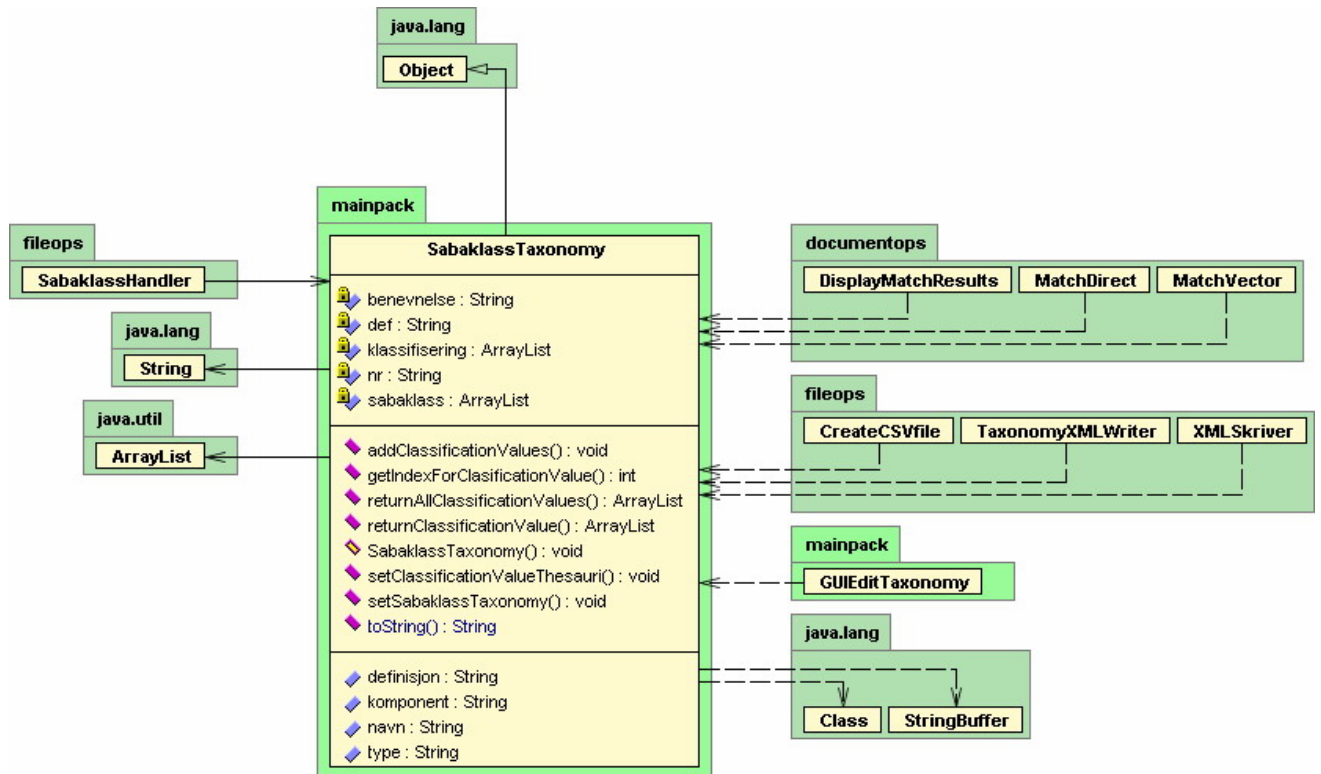 java.lang
Object
mainpack
SabaklassTaxonomy
benevnelse : String
def : String
klassifisering : ArrayList
nr : String
sabaklass : ArrayList
addClassificationValues() : void
getIndexForClasificationValue() : int
returnAllClassificationValues() : ArrayList
returnClassificationValue() : ArrayList
SabaklassTaxonomy() : void
setClassificationValueThesauri() : void
setSabaklassTaxonomy() : void
toString() : String
definisjon : String
komponent : String
navn : String
type : String
fileops
SabaklassHandler
java.lang
String
java.util
ArrayList
documentops
DisplayMatchResults MatchDirect MatchVector
fileops
CreateCSVfile TaxonomyXMLWriter XMLSkriver
mainpack
GUIEditTaxonomy
java.lang
Class StringBuffer